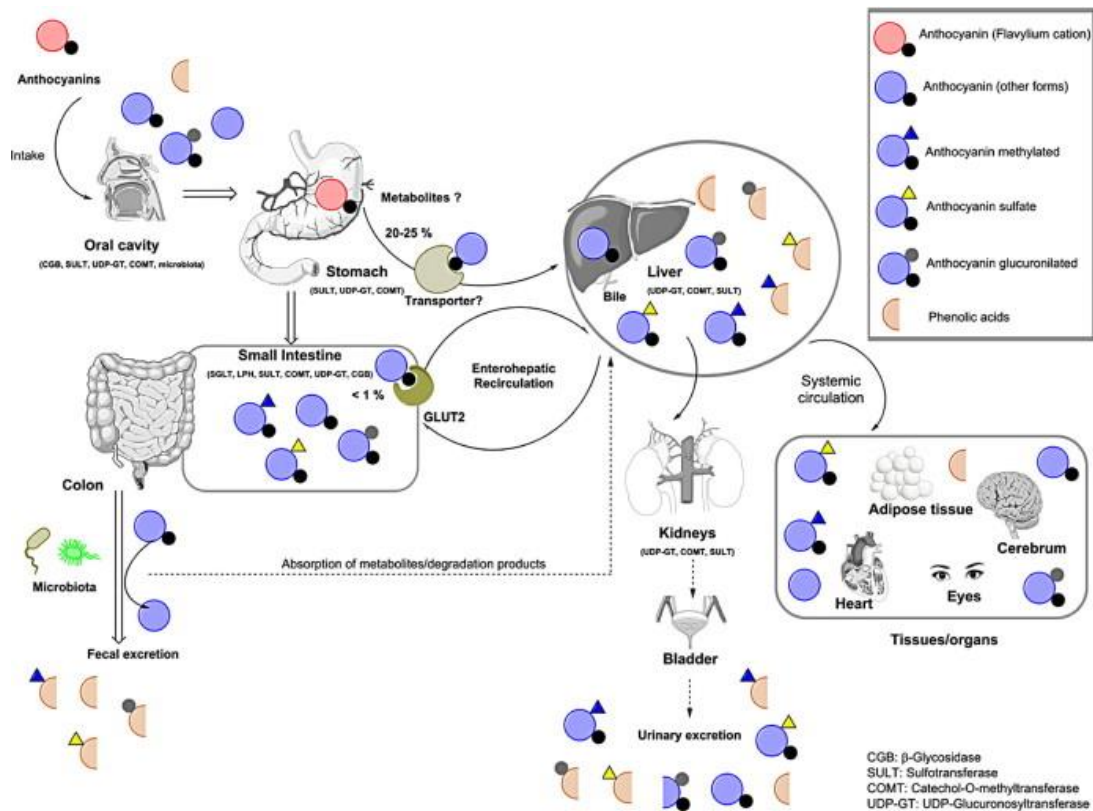 Anthocyanins
Intake
Oral cavity
(CGB, SULT, UDP-GT, COMT, microbiota)
Metabolites ?
20-25 %
Stomach
(SULT, UDP-GT, COMT)
Transporter?
Liver
(UDP-GT, COMT, SULT)
Bile
Anthocyanin (Flavylium cation)
Anthocyanin (other forms)
Anthocyanin methylated
Anthocyanin sulfate
Anthocyanin glucuronilated
Phenolic acids
Small Intestine
(SGLT, LPH, SULT, COMT, UDP-GT, CGB)
< 1 %
GLUT2
Enterohepatic
Recirculation
Systemic
circulation
Colon
Microbiota
Absorption of metabolites/degradation products
Fecal excretion
Kidneys
(UDP-GT, COMT, SULT)
Bladder
Urinary excretion
Adipose tissue
Cerebrum
Heart
Eyes
Tissues/organs
CGB: β-Glycosidase
SULT: Sulfotransferase
COMT: Catechol-O-methyltransferase
UDP-GT: UDP-Glucuronosyltransferase